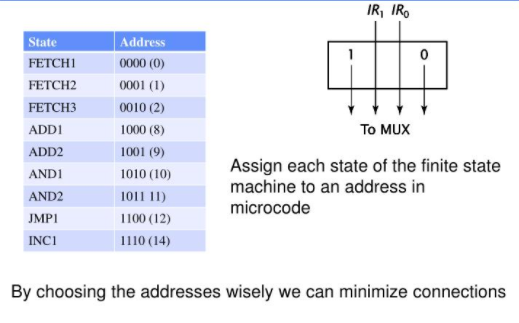 IR1 IR0
State Address
FETCH1 0000 (0)
FETCH2 0001 (1)
FETCH3 0010 (2)
ADD1 1000 (8)
ADD2 1001 (9)
AND1 1010 (10)
AND2 1011 11)
JMP1 1100 (12)
INC1 1110 (14)
1 0
To MUX
Assign each state of the finite state
machine to an address in
microcode
By choosing the addresses wisely we can minimize connections